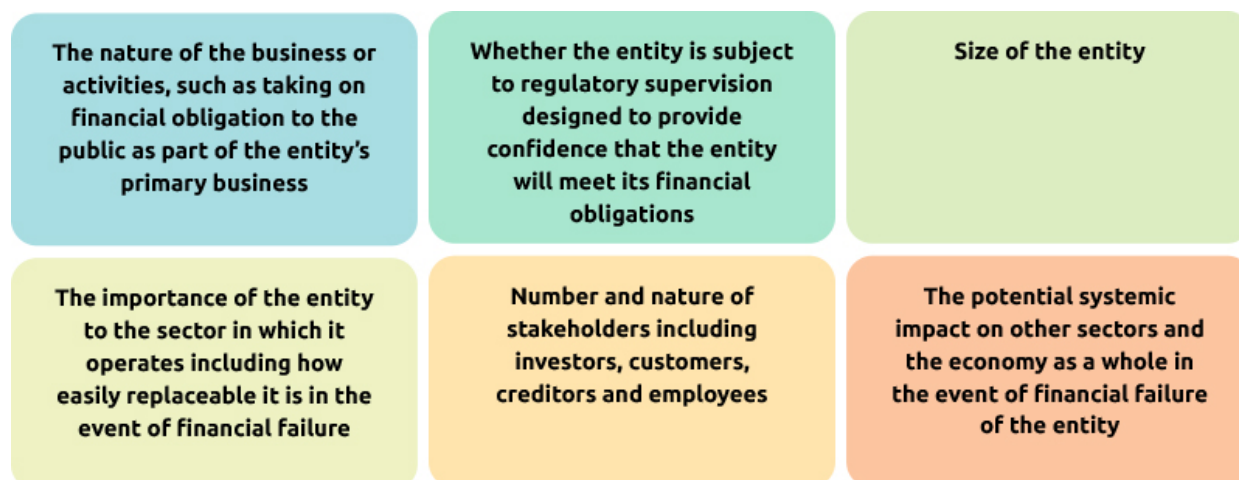 The nature of the business or
activities, such as taking on
financial obligation to the
public as part of the entity's
primary business
Whether the entity is subject
to regulatory supervision
designed to provide
confidence that the entity
will meet its financial
obligations
Size of the entity
The importance of the entity
to the sector in which it
operates including how
easily replaceable it is in the
event of financial failure
Number and nature of
stakeholders including
investors, customers,
creditors and employees
The potential systemic
impact on other sectors and
the economy as a whole in
the event of financial failure
of the entity